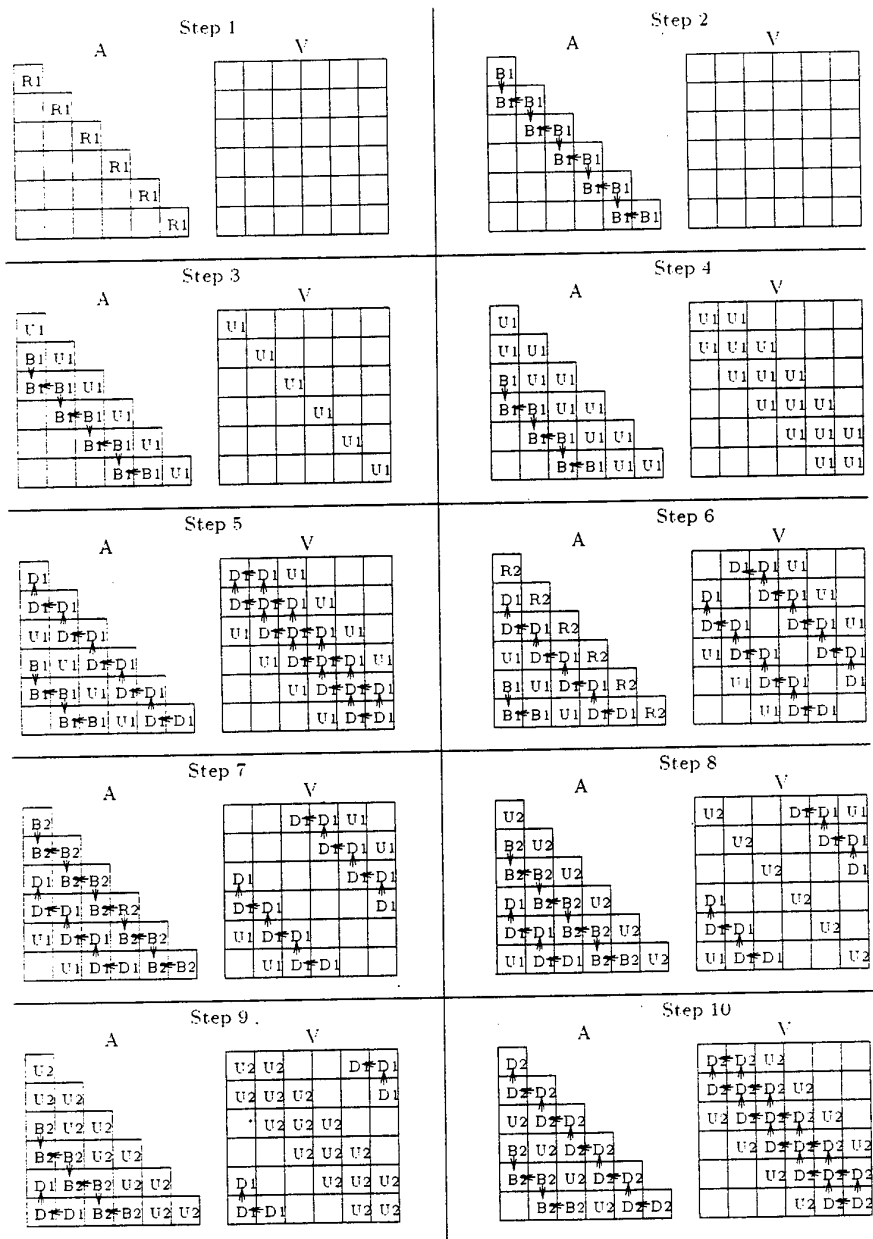 Step 1
A V
R1
R1
R1
R1
R1
R1
Step 2
A V
B1
B1 B1
B1 B1
B1 B1
B1 B1
B1 B1
Step 3
A V
U1 U1
B1 U1 U1
B1 B1 U1 U1
B1 B1 U1 U1
B1 B1 U1 U1
B1 B1 U1 U1
Step 4
A V
U1 U1 U1
U1 U1 U1 U1 U1
B1 U1 U1 U1 U1 U1
B1 B1 U1 U1 U1 U1 U1
B1 B1 U1 U1 U1 U1 U1
B1 B1 U1 U1 U1 U1
Step 5
A V
D1 D1 D1 U1
D1 D1 D1 D1 D1 U1
U1 D1 D1 U1 D1 D1 D1 U1
B1 U1 D1 D1 U1 D1 D1 D1 U1
B1 B1 U1 D1 D1 U1 D1 D1 D1
B1 B1 U1 D1 D1 U1 D1 D1
Step 6
A V
R2 D1 D1 U1
D1 R2 D1 D1 D1 U1
D1 D1 R2 D1 D1 D1 D1 U1
U1 D1 D1 R2 U1 D1 D1 D1 D1
B1 U1 D1 D1 R2 U1 D1 D1 D1
B1 B1 U1 D1 D1 R2 U1 D1 D1
Step 7
A V
B2 D1 D1 U1
B2 B2 D1 D1 U1
D1 B2 B2 D1 D1 D1
D1 D1 B2 R2 D1 D1 D1
U1 D1 D1 B2 B2 U1 D1 D1
U1 D1 D1 B2 B2 U1 D1 D1
Step 8
A V
U2 U2 D1 D1 U1
B2 U2 U2 D1 D1
B2 B2 U2 U2 D1
D1 B2 B2 U2 D1 U2
D1 D1 B2 B2 U2 D1 D1 U2
U1 D1 D1 B2 B2 U2 U1 D1 D1 U2
Step 9
A V
U2 U2 U2 D1 D1
U2 U2 U2 U2 U2 D1
B2 U2 U2 U2 U2 U2
B2 B2 U2 U2 U2 U2 U2
D1 B2 B2 U2 U2 D1 U2 U2 U2
D1 D1 B2 B2 U2 U2 D1 D1 U2 U2
Step 10
A V
D2 D2 D2 U2
D2 D2 D2 D2 D2 U2
U2 D2 D2 U2 D2 D2 D2 U2
B2 U2 D2 D2 U2 D2 D2 D2 U2
B2 B2 U2 D2 D2 U2 D2 D2 D2
B2 B2 U2 D2 D2 U2 D2 D2